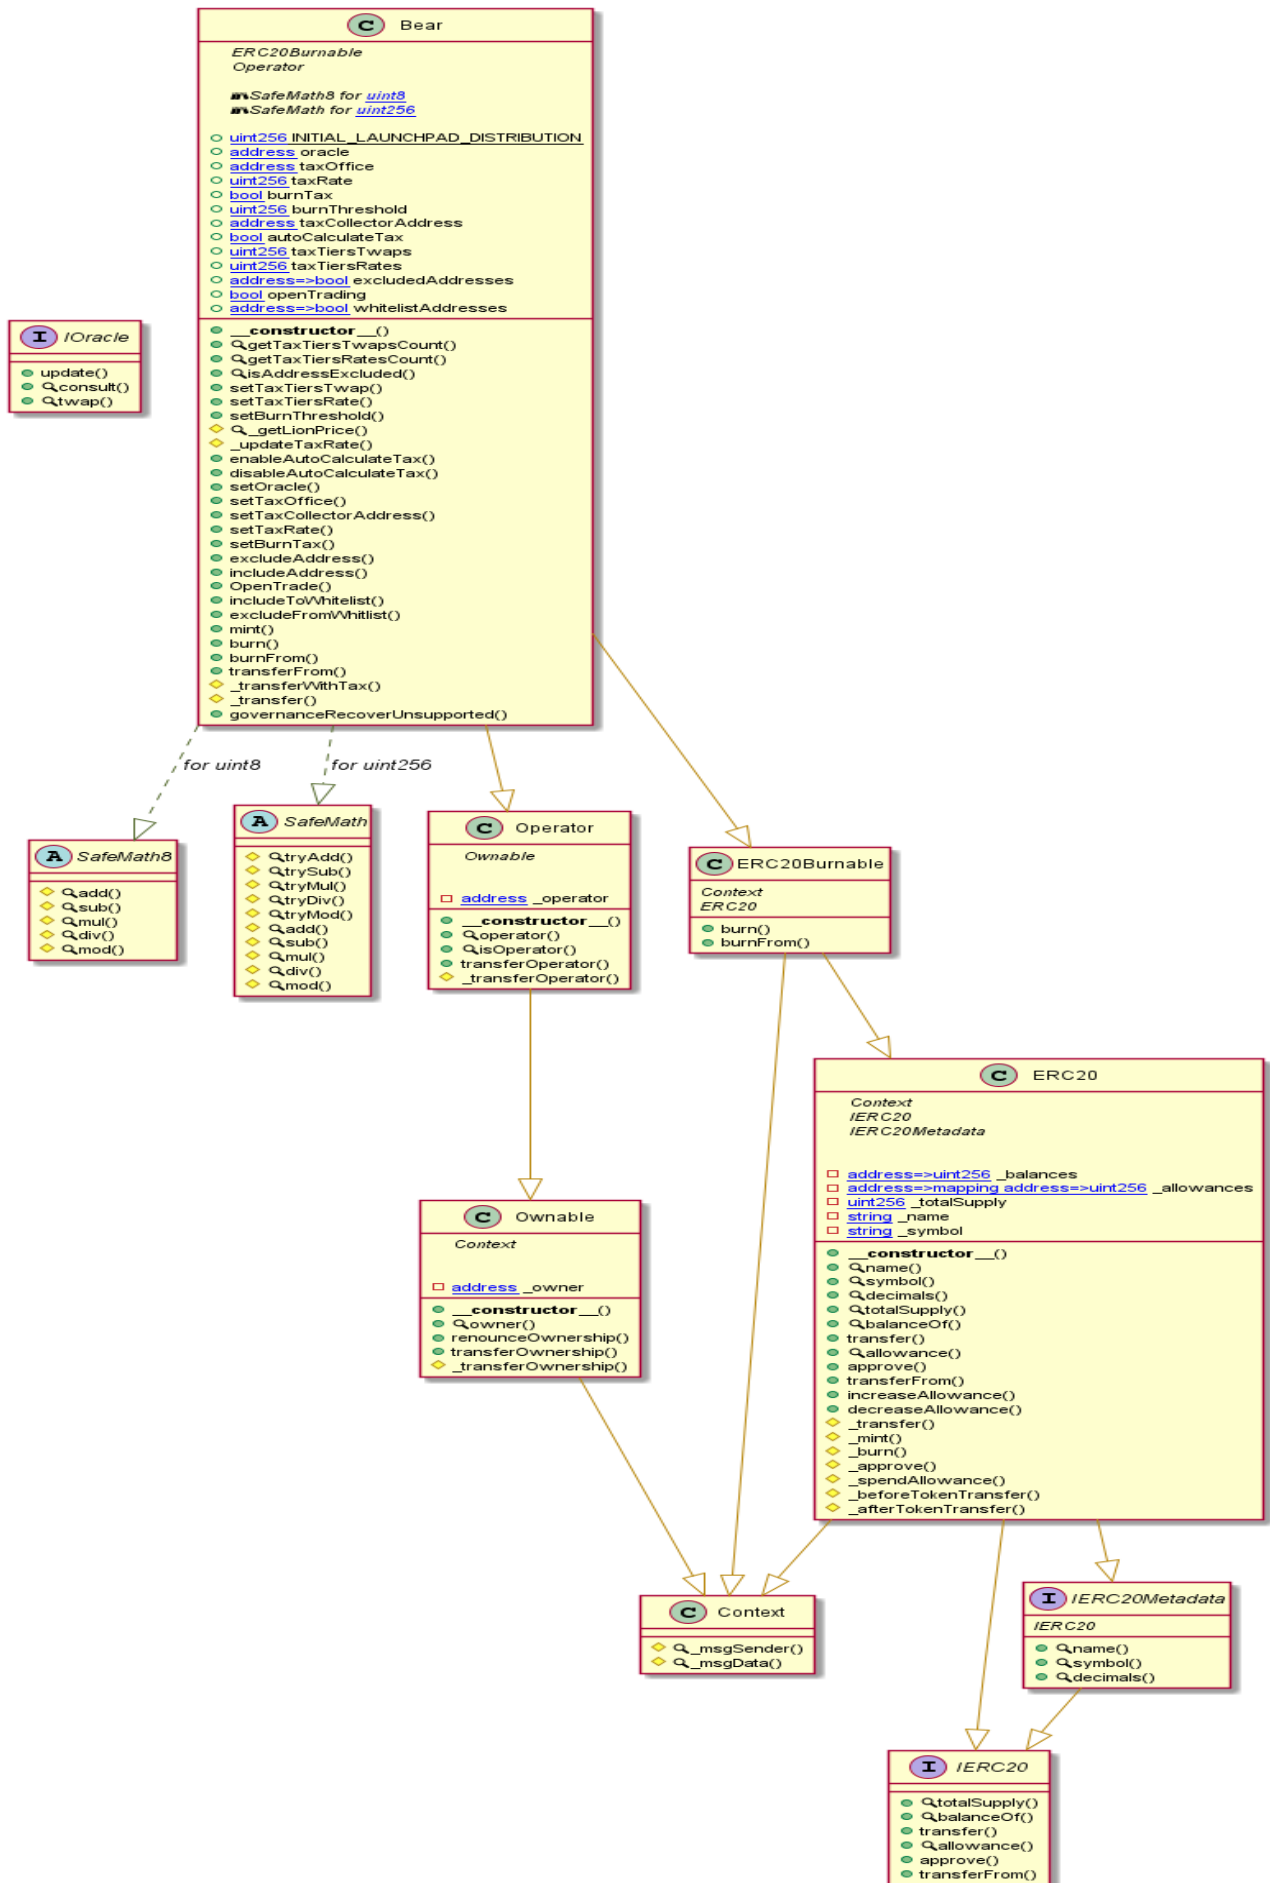 C Bear
ERC20Burnable
Operator
SafeMath8 for uint8
SafeMath for uint256
uint256 INITIAL_LAUNCHPAD_DISTRIBUTION
address oracle
address taxOffice
uint256 taxRate
bool burnTax
uint256 burnThreshold
address taxCollectorAddress
bool autoCalculateTax
uint256 taxTiersTwaps
uint256 taxTiersRates
address=>bool excludedAddresses
bool openTrading
address=>bool whitelistAddresses
__constructor__()
getTaxTiersTwapsCount()
getTaxTiersRatesCount()
isAddressExcluded()
setTaxTiersTwap()
setTaxTiersRate()
setBurnThreshold()
_getLionPrice()
_updateTaxRate()
enableAutoCalculateTax()
disableAutoCalculateTax()
setOracle()
setTaxOffice()
setTaxCollectorAddress()
setTaxRate()
setBurnTax()
excludeAddress()
includeAddress()
OpenTrade()
includeToWhitelist()
excludeFromWhitlist()
mint()
burn()
burnFrom()
transferFrom()
_transferWithTax()
_transfer()
governanceRecoverUnsupported()
I IOracle
update()
consult()
twap()
for uint8
for uint256
A SafeMath8
add()
sub()
mul()
div()
mod()
A SafeMath
tryAdd()
trySub()
tryMul()
tryDiv()
tryMod()
add()
sub()
mul()
div()
mod()
C Operator
Ownable
address _operator
__constructor__()
operator()
isOperator()
transferOperator()
_transferOperator()
C ERC20Burnable
Context
ERC20
burn()
burnFrom()
C ERC20
Context
IERC20
IERC20Metadata
address=>uint256 _balances
address=>mapping address=>uint256 _allowances
uint256 _totalSupply
string _name
string _symbol
__constructor__()
name()
symbol()
decimals()
totalSupply()
balanceOf()
transfer()
allowance()
approve()
transferFrom()
increaseAllowance()
decreaseAllowance()
_transfer()
_mint()
_burn()
_approve()
_spendAllowance()
_beforeTokenTransfer()
_afterTokenTransfer()
C Ownable
Context
address _owner
__constructor__()
owner()
renounceOwnership()
transferOwnership()
_transferOwnership()
C Context
_msgSender()
_msgData()
I IERC20Metadata
IERC20
name()
symbol()
decimals()
I IERC20
totalSupply()
balanceOf()
transfer()
allowance()
approve()
transferFrom()